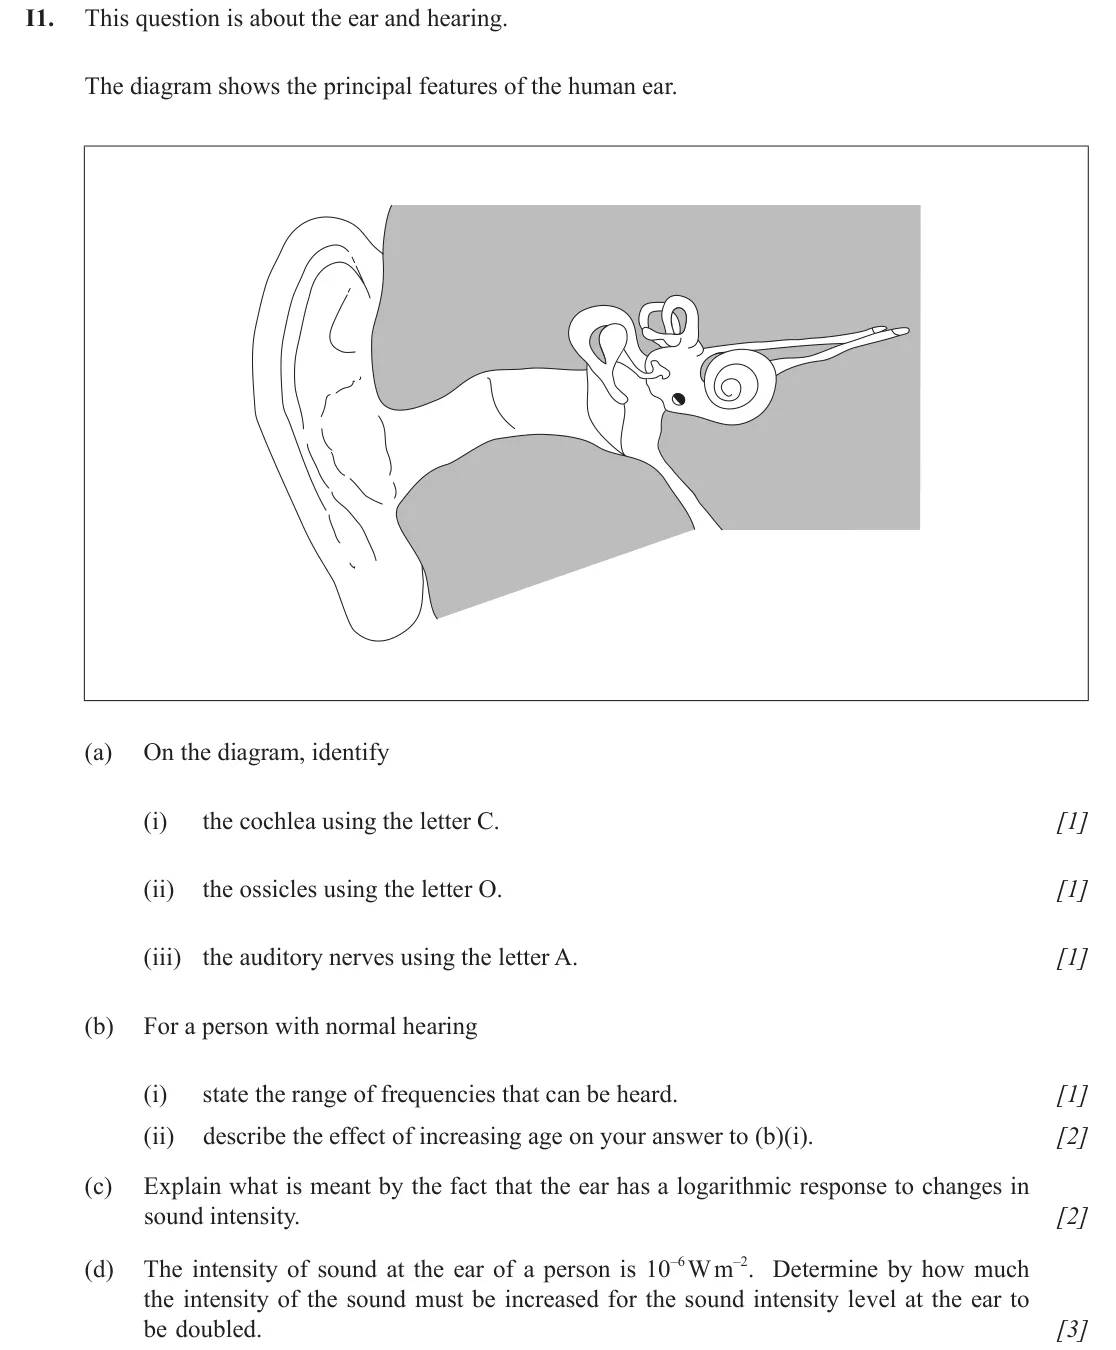 I1. This question is about the ear and hearing.
The diagram shows the principal features of the human ear.
(a) On the diagram, identify
(i) the cochlea using the letter C. [1]
(ii) the ossicles using the letter O. [1]
(iii) the auditory nerves using the letter A. [1]
(b) For a person with normal hearing
(i) state the range of frequencies that can be heard. [1]
(ii) describe the effect of increasing age on your answer to (b)(i). [2]
(c) Explain what is meant by the fact that the ear has a logarithmic response to changes in
sound intensity. [2]
(d) The intensity of sound at the ear of a person is 10⁻⁶ W m⁻². Determine by how much
the intensity of the sound must be increased for the sound intensity level at the ear to
be doubled. [3]